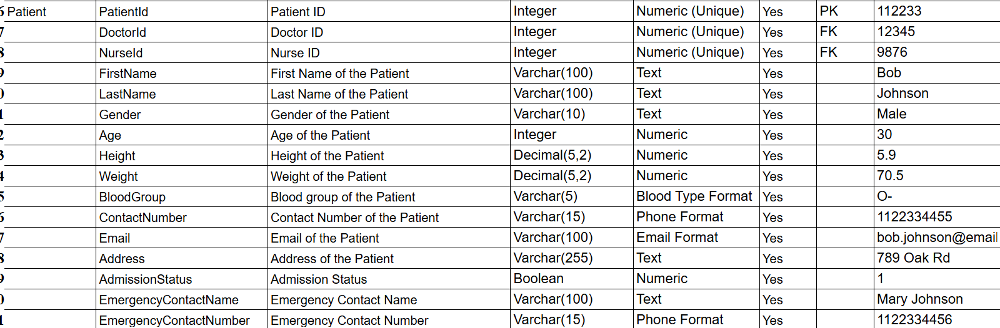 6 Patient PatientId Patient ID Integer Numeric (Unique) Yes PK 112233
7 DoctorId Doctor ID Integer Numeric (Unique) Yes FK 12345
8 NurseId Nurse ID Integer Numeric (Unique) Yes FK 9876
9 FirstName First Name of the Patient Varchar(100) Text Yes Bob
0 LastName Last Name of the Patient Varchar(100) Text Yes Johnson
1 Gender Gender of the Patient Varchar(10) Text Yes Male
2 Age Age of the Patient Integer Numeric Yes 30
3 Height Height of the Patient Decimal(5,2) Numeric Yes 5.9
4 Weight Weight of the Patient Decimal(5,2) Numeric Yes 70.5
5 BloodGroup Blood group of the Patient Varchar(5) Blood Type Format Yes O-
6 ContactNumber Contact Number of the Patient Varchar(15) Phone Format Yes 1122334455
7 Email Email of the Patient Varchar(100) Email Format Yes bob.johnson@email
8 Address Address of the Patient Varchar(255) Text Yes 789 Oak Rd
9 AdmissionStatus Admission Status Boolean Numeric Yes 1
0 EmergencyContactName Emergency Contact Name Varchar(100) Text Yes Mary Johnson
1 EmergencyContactNumber Emergency Contact Number Varchar(15) Phone Format Yes 1122334456